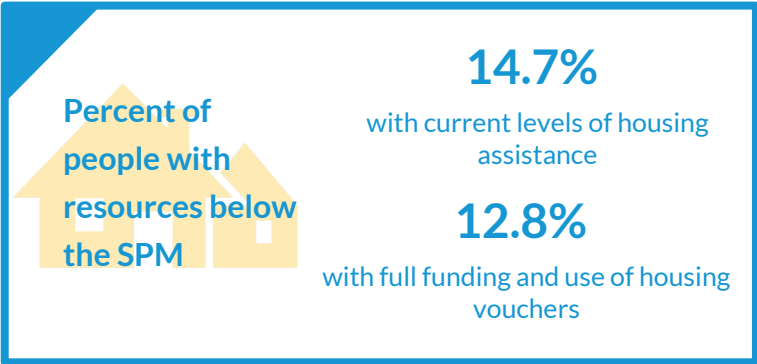 Percent of
people with
resources below
the SPM
14.7%
with current levels of housing
assistance
12.8%
with full funding and use of housing
vouchers